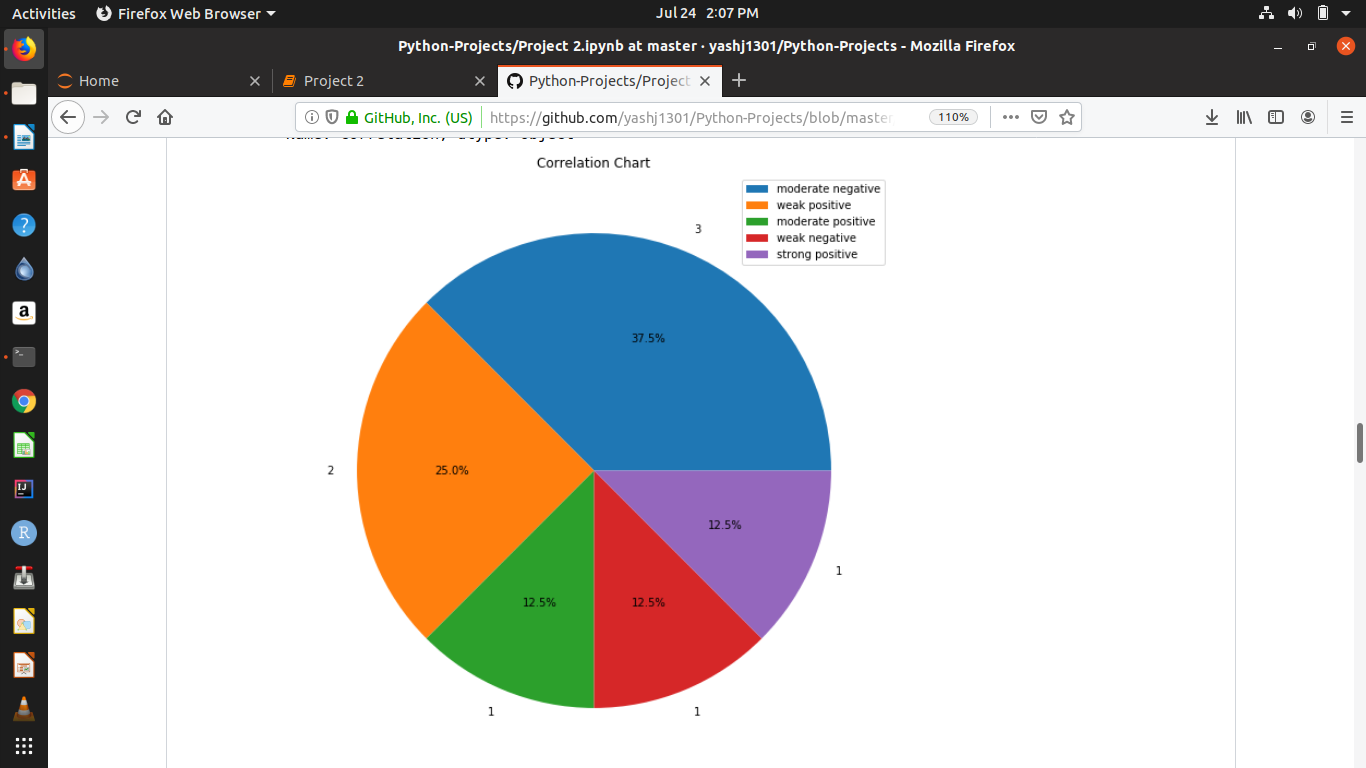 Activities
Firefox Web Browser
Jul 24 2:07 PM
Python-Projects/Project 2.ipynb at master · yashj1301/Python-Projects - Mozilla Firefox
Home
Project 2
Python-Projects/Project
GitHub, Inc. (US)
https://github.com/yashj1301/Python-Projects/blob/master
110%
Correlation Chart
moderate negative
weak positive
moderate positive
weak negative
strong positive
3
37.5%
2
25.0%
12.5%
1
12.5%
12.5%
1
1